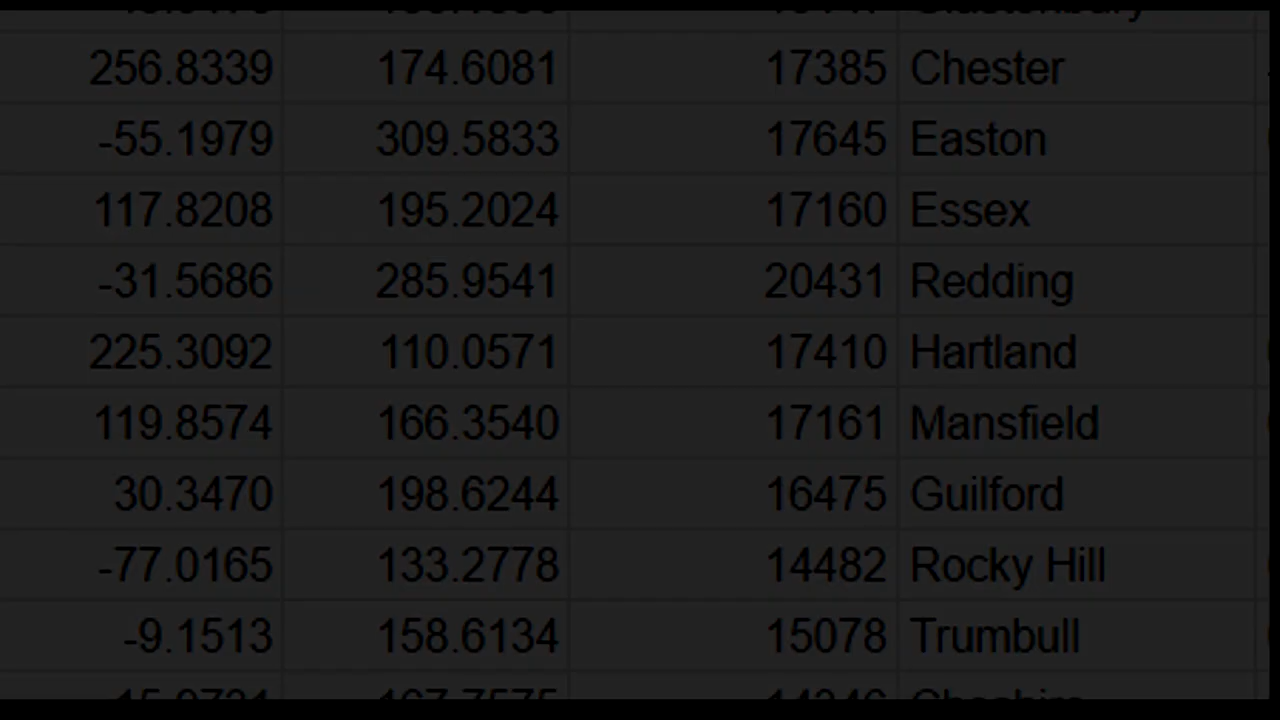 Glastonbury
256.8339 174.6081 17385 Chester
-55.1979 309.5833 17645 Easton
117.8208 195.2024 17160 Essex
-31.5686 285.9541 20431 Redding
225.3092 110.0571 17410 Hartland
119.8574 166.3540 17161 Mansfield
30.3470 198.6244 16475 Guilford
-77.0165 133.2778 14482 Rocky Hill
-9.1513 158.6134 15078 Trumbull
Cheshire